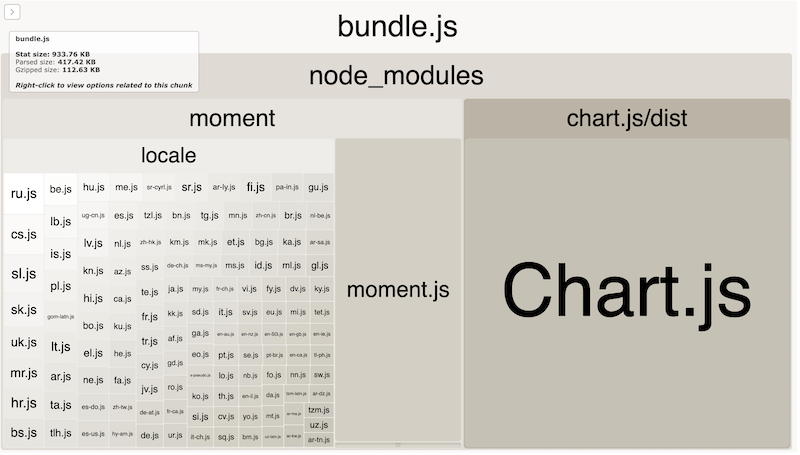 bundle.js
bundle.js
Stat size: 933.76 KB
Parsed size: 417.42 KB
Gzipped size: 112.63 KB
Right-click to view options related to this chunk
node_modules
moment
chart.js/dist
locale
ru.js
cs.js
sl.js
sk.js
uk.js
mr.js
hr.js
bs.js
be.js
lb.js
is.js
pl.js
gom-latn.js
lt.js
ar.js
ta.js
tlh.js
hu.js me.js sr-cyrl.js sr.js ar-ly.js fi.js pa-in.js gu.js
ug-cn.js es.js tzl.js bn.js tg.js mn.js zh-cn.js br.js nl-be.js
lv.js nl.js zh-hk.js km.js mk.js et.js bg.js ka.js ar-sa.js
kn.js az.js ss.js de-ch.js ms-my.js ms.js id.js ml.js gl.js
hi.js ca.js te.js ja.js my.js fr-ch.js vi.js fy.js dv.js ky.js
bo.js ku.js fr.js kk.js sd.js it.js sv.js eu.js mi.js tet.js
el.js he.js tr.js af.js ga.js en-au.js en-nz.js en-SG.js en-gb.js en-ie.js
ne.js fa.js cy.js gd.js eo.js pt.js se.js pt-br.js en-ca.js tl-ph.js
jv.js ro.js x-pseudo.js lo.js nb.js fo.js nn.js sw.js
es-do.js zh-tw.js de-at.js fr-ca.js ko.js th.js en-il.js da.js tzm-latn.js ar-dz.js
si.js cv.js yo.js mt.js ar-ma.js tzm.js
uz.js
es-us.js hy-am.js de.js ur.js it-ch.js sq.js bm.js uz-latn.js ar-kw.js ar-tn.js
moment.js
Chart.js